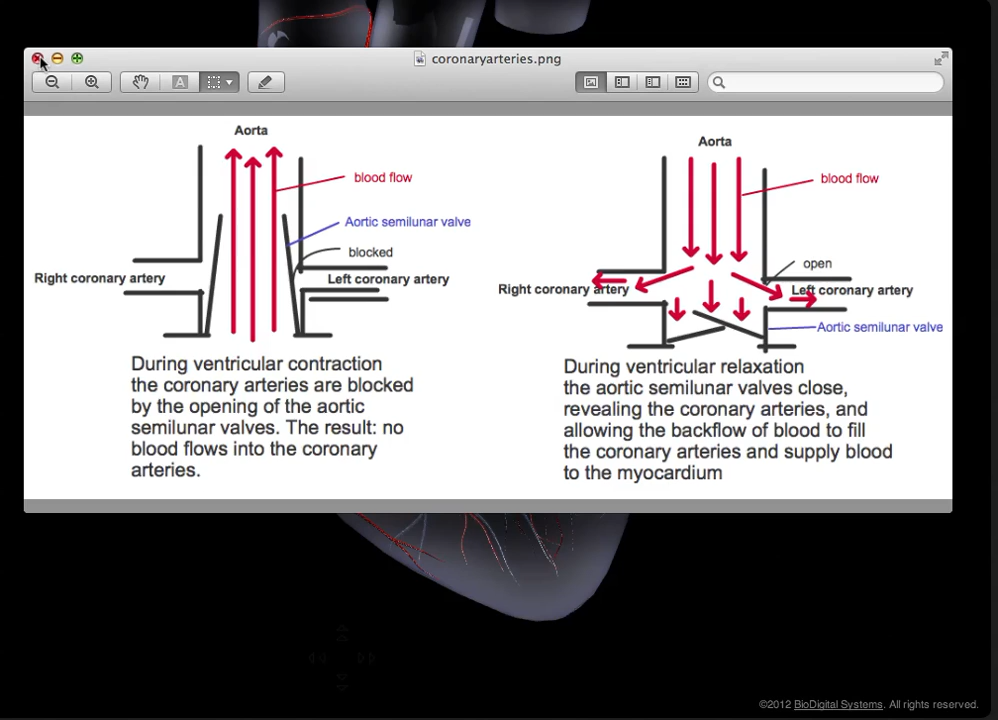 coronaryarteries.png
A
Aorta
blood flow
Aortic semilunar valve
blocked
Right coronary artery
Left coronary artery
During ventricular contraction
the coronary arteries are blocked
by the opening of the aortic
semilunar valves. The result: no
blood flows into the coronary
arteries.
Aorta
blood flow
open
Right coronary artery
Left coronary artery
Aortic semilunar valve
During ventricular relaxation
the aortic semilunar valves close,
revealing the coronary arteries, and
allowing the backflow of blood to fill
the coronary arteries and supply blood
to the myocardium
©2012 BioDigital Systems. All rights reserved.